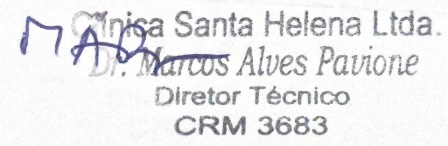 Clínica Santa Helena Ltda.
Dr. Marcos Alves Pavione
Diretor Técnico
CRM 3683